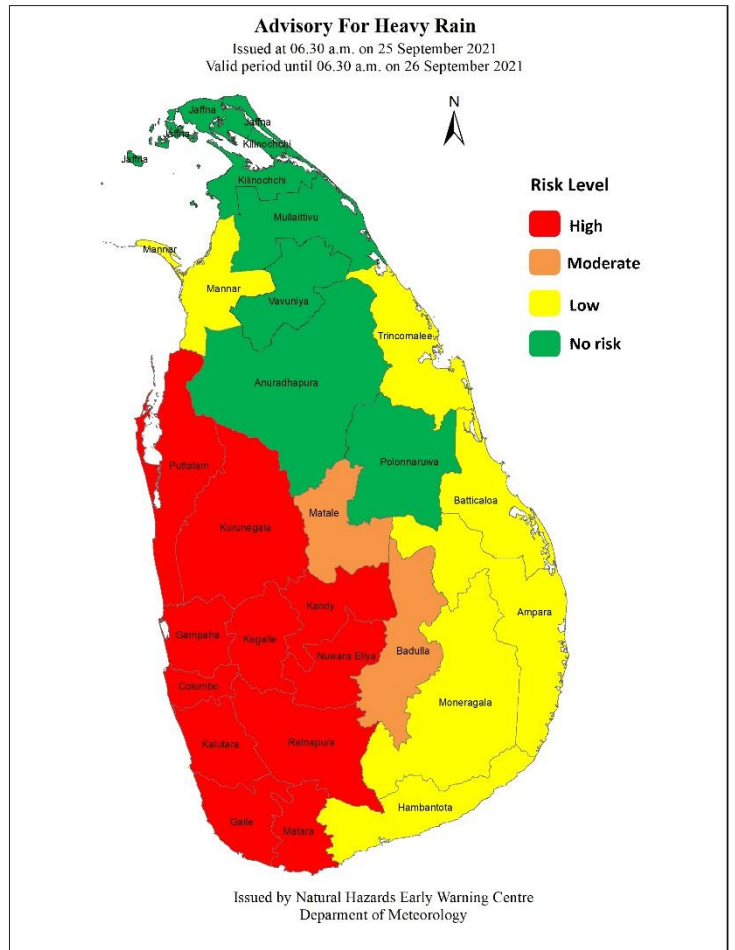 Advisory For Heavy Rain
Issued at 06.30 a.m. on 25 September 2021
Valid period until 06.30 a.m. on 26 September 2021
N
Jaffna
Jaffna
Jaffna
Kilinochchi
Jaffna
Kilinochchi
Risk Level
Mullaittivu
High
Mannar
Moderate
Mannar
Vavuniya
Low
Trincomalee
No risk
Anuradhapura
Puttalam
Polonnaruwa
Batticaloa
Matale
Kurunegala
Kandy
Ampara
Gampaha
Kegalle
Nuwara Eliya
Badulla
Colombo
Moneragala
Kalutara
Ratnapura
Hambantota
Galle
Matara
Issued by Natural Hazards Early Warning Centre
Deparment of Meteorology